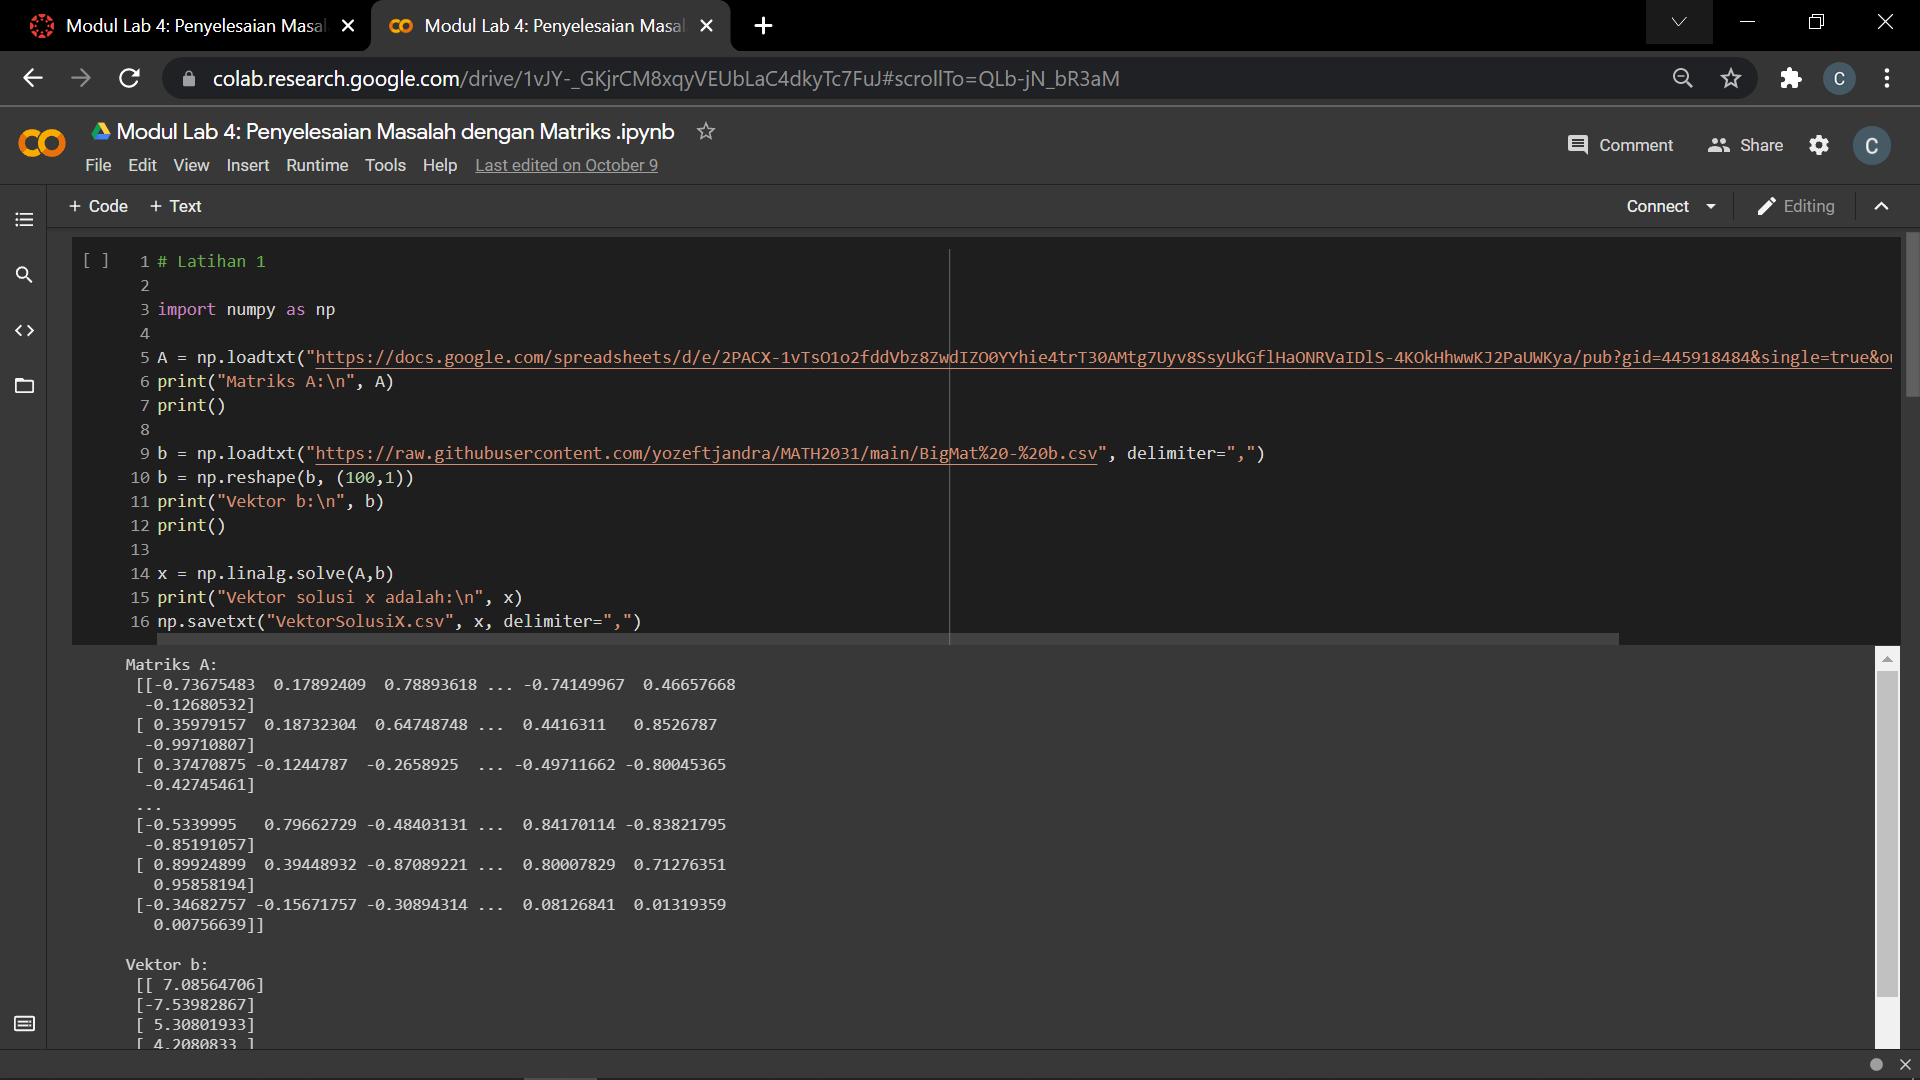 Modul Lab 4: Penyelesaian Masal
Modul Lab 4: Penyelesaian Masal
colab.research.google.com/drive/1vJY-_GKjrCM8xqyVEUbLaC4dkyTc7FuJ#scrollTo=QLb-jN_bR3aM
C
Modul Lab 4: Penyelesaian Masalah dengan Matriks .ipynb
Comment
Share
C
File Edit View Insert Runtime Tools Help Last edited on October 9
+ Code + Text
Connect
Editing
[ ]
1 # Latihan 1
2
3 import numpy as np
4
5 A = np.loadtxt("https://docs.google.com/spreadsheets/d/e/2PACX-1vTsO1o2fddVbz8ZwdIZO0YYhie4trT30AMtg7Uyv8SsyUkGflHaONRVaIDlS-4KOkHhwwKJ2PaUWKya/pub?gid=445918484&single=true&ou
6 print("Matriks A:\n", A)
7 print()
8
9 b = np.loadtxt("https://raw.githubusercontent.com/yozeftjandra/MATH2031/main/BigMat%20-%20b.csv", delimiter=",")
10 b = np.reshape(b, (100,1))
11 print("Vektor b:\n", b)
12 print()
13
14 x = np.linalg.solve(A,b)
15 print("Vektor solusi x adalah:\n", x)
16 np.savetxt("VektorSolusiX.csv", x, delimiter=",")
Matriks A:
[[-0.73675483 0.17892409 0.78893618 ... -0.74149967 0.46657668
-0.12680532]
[ 0.35979157 0.18732304 0.64748748 ... 0.4416311 0.8526787
-0.99710807]
[ 0.37470875 -0.1244787 -0.2658925 ... -0.49711662 -0.80045365
-0.42745461]
...
[-0.5339995 0.79662729 -0.48403131 ... 0.84170114 -0.83821795
-0.85191057]
[ 0.89924899 0.39448932 -0.87089221 ... 0.80007829 0.71276351
0.95858194]
[-0.34682757 -0.15671757 -0.30894314 ... 0.08126841 0.01319359
0.00756639]]
Vektor b:
[[ 7.08564706]
[-7.53982867]
[ 5.30801933]
[ 4.2080833 ]